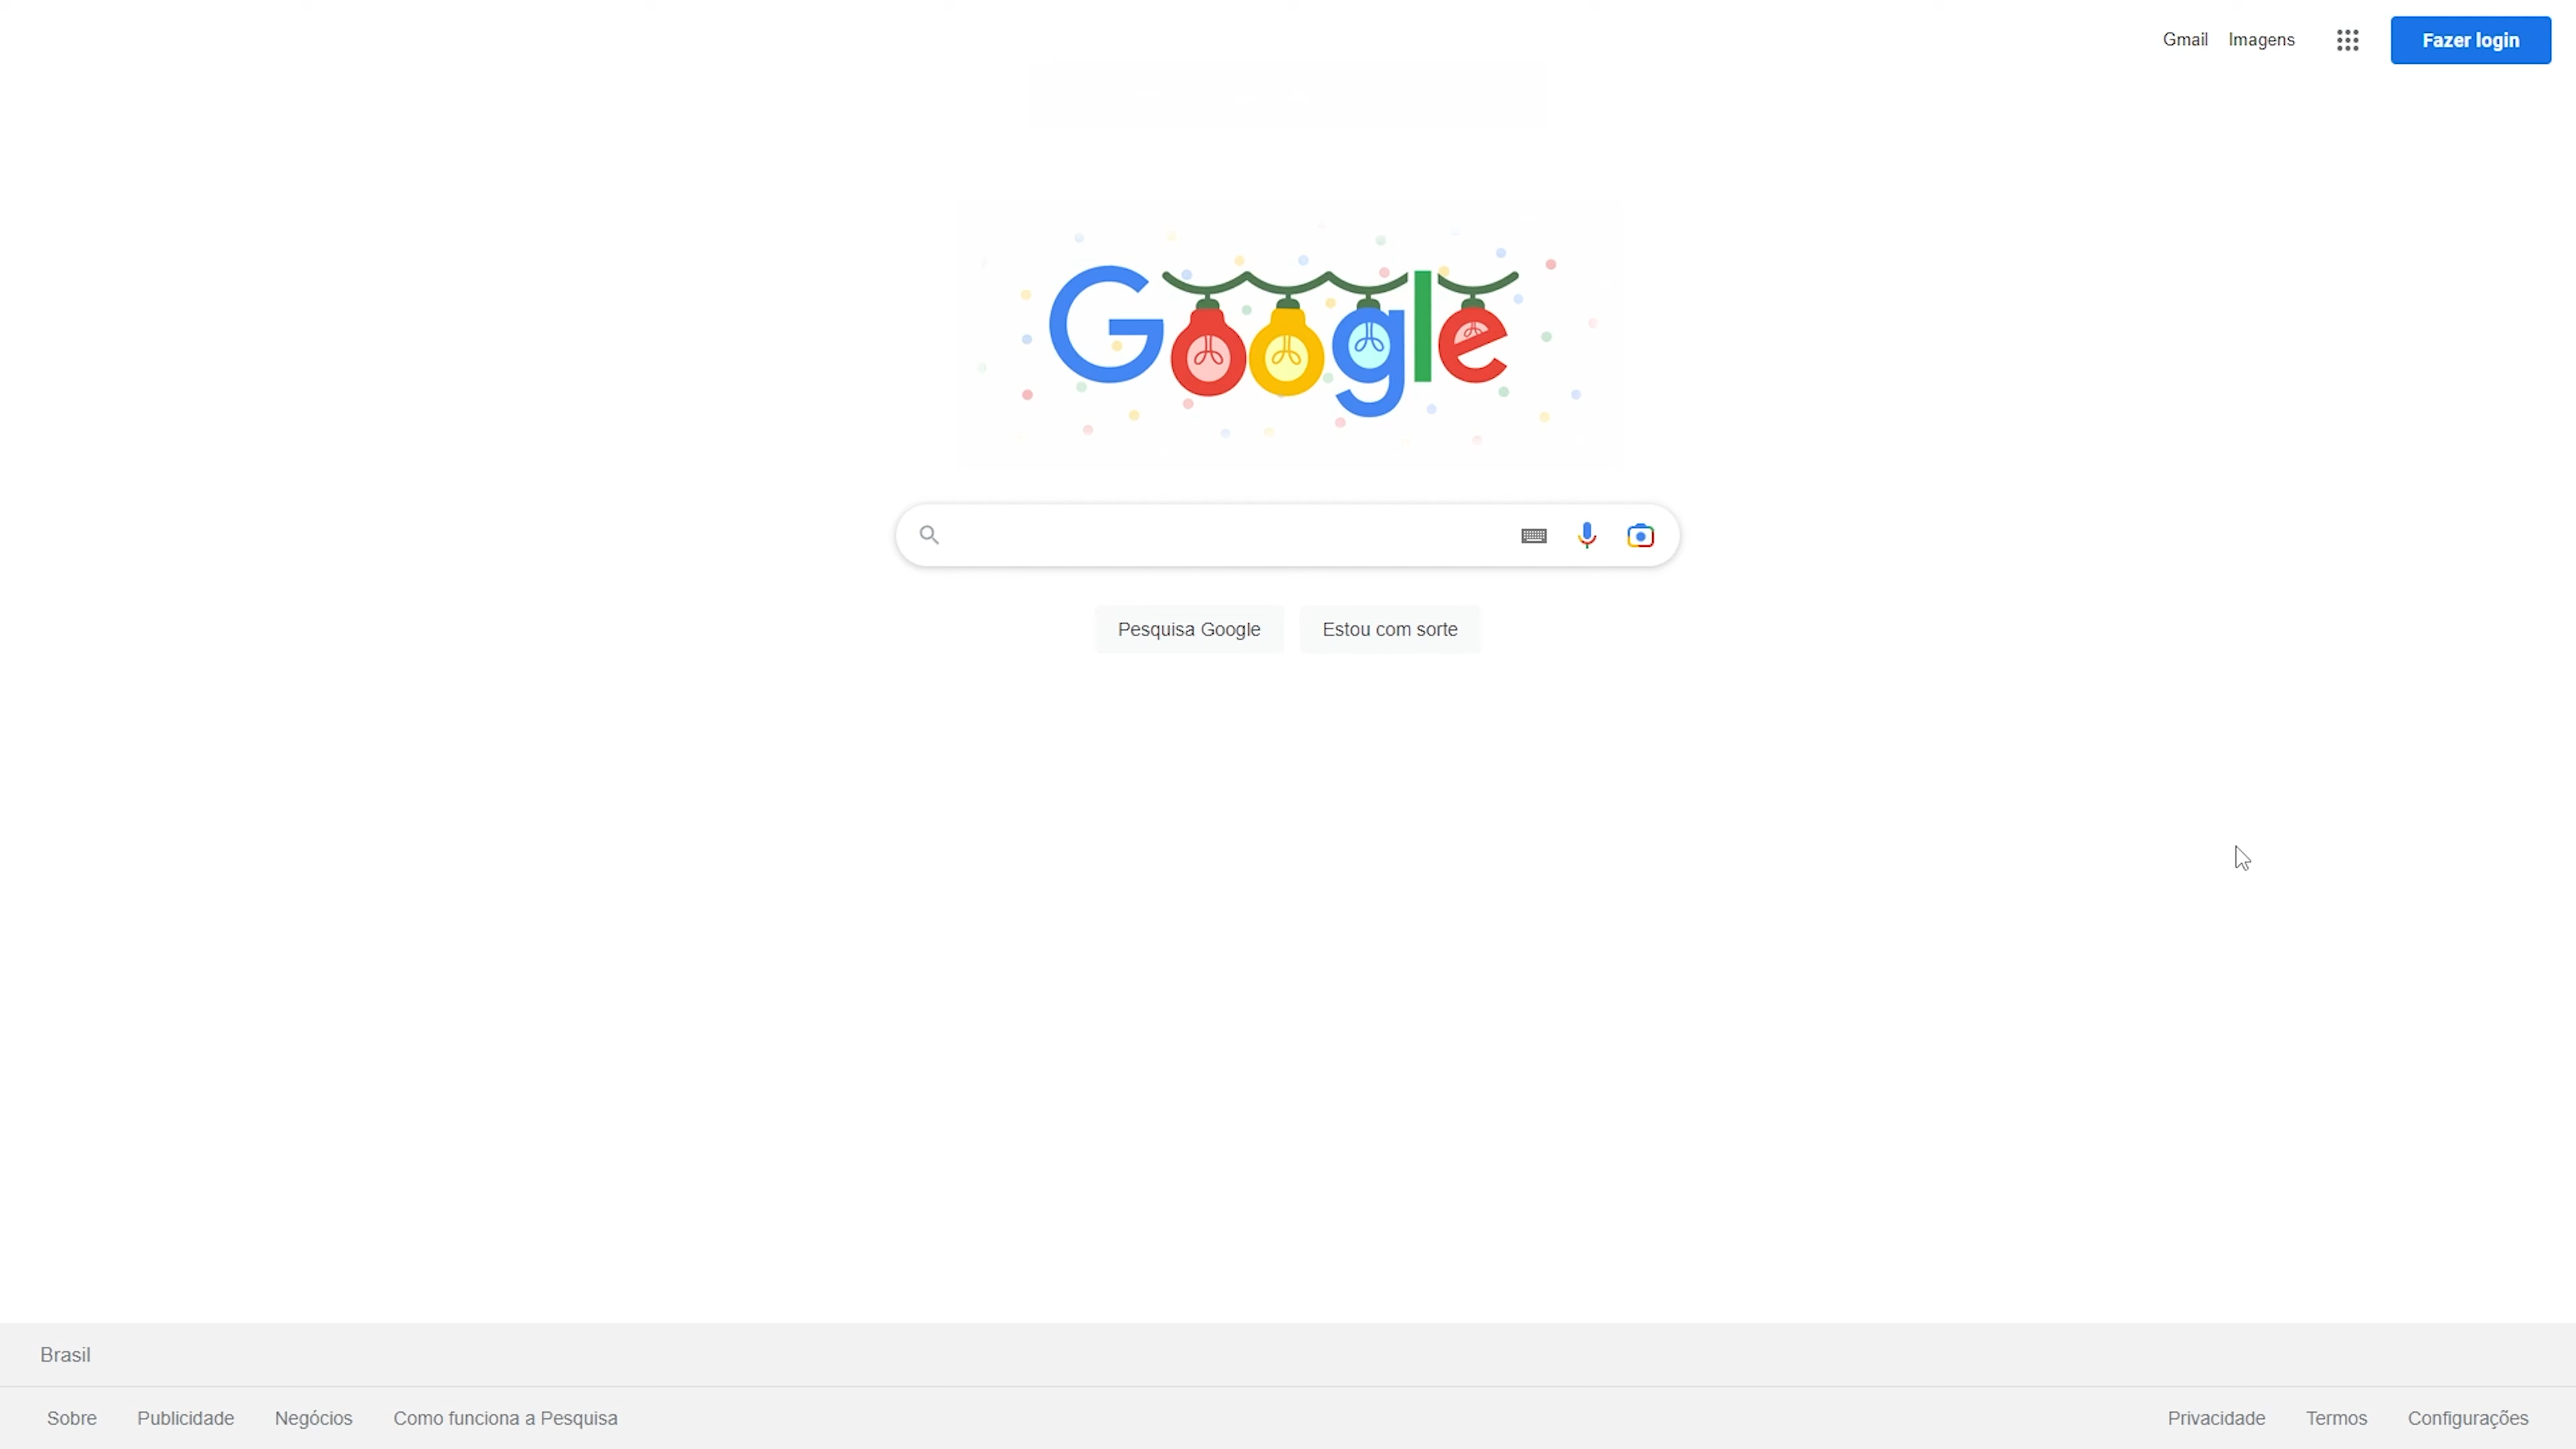 Gmail Imagens Fazer login
Google
Pesquisa Google Estou com sorte
Brasil
Sobre Publicidade Negócios Como funciona a Pesquisa Privacidade Termos Configurações